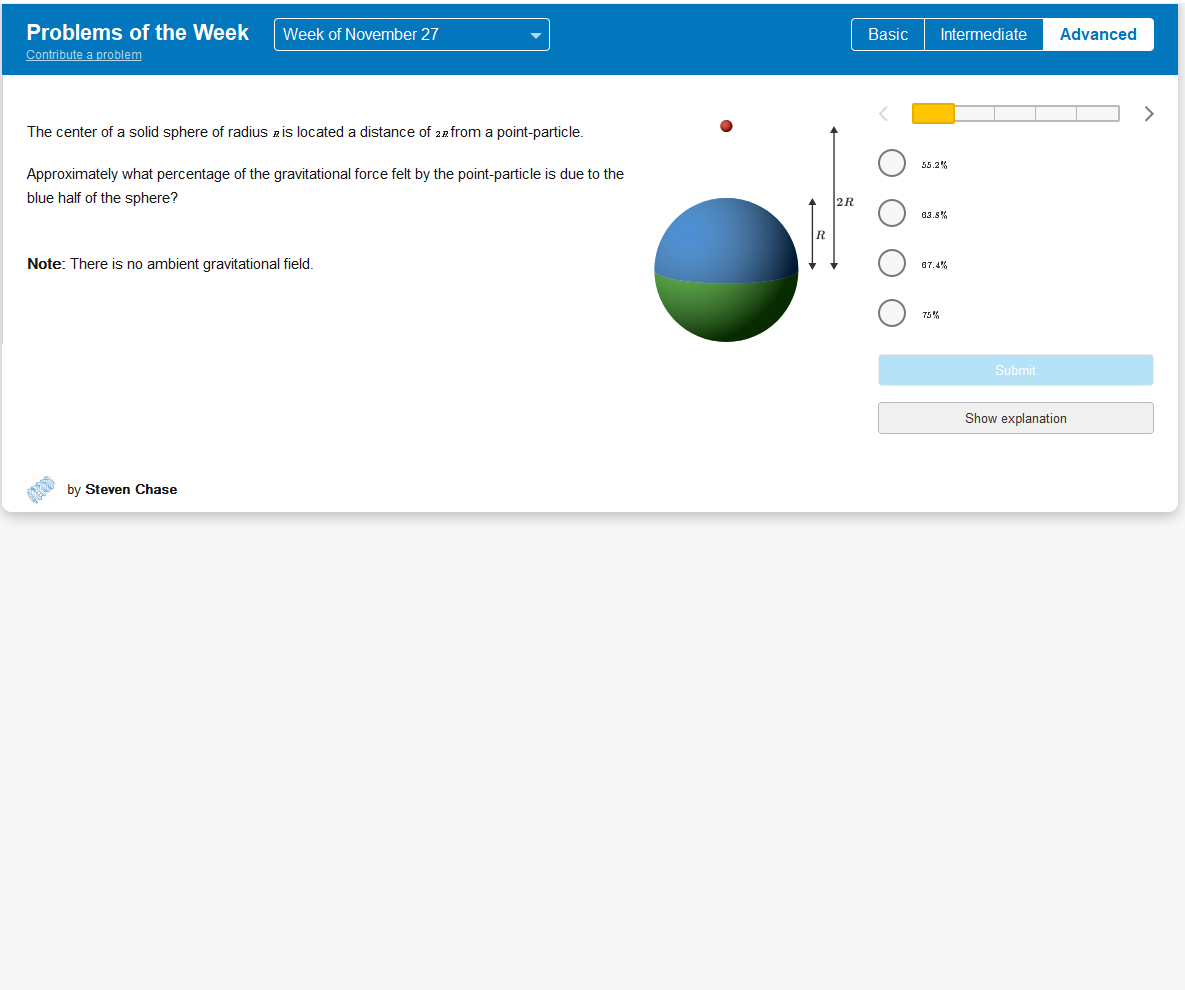 Problems of the Week
Contribute a problem
Week of November 27
Basic
Intermediate
Advanced
The center of a solid sphere of radius R is located a distance of 2R from a point-particle.
Approximately what percentage of the gravitational force felt by the point-particle is due to the
blue half of the sphere?
Note: There is no ambient gravitational field.
2R
R
55.2%
63.8%
67.4%
75%
Submit
Show explanation
by Steven Chase